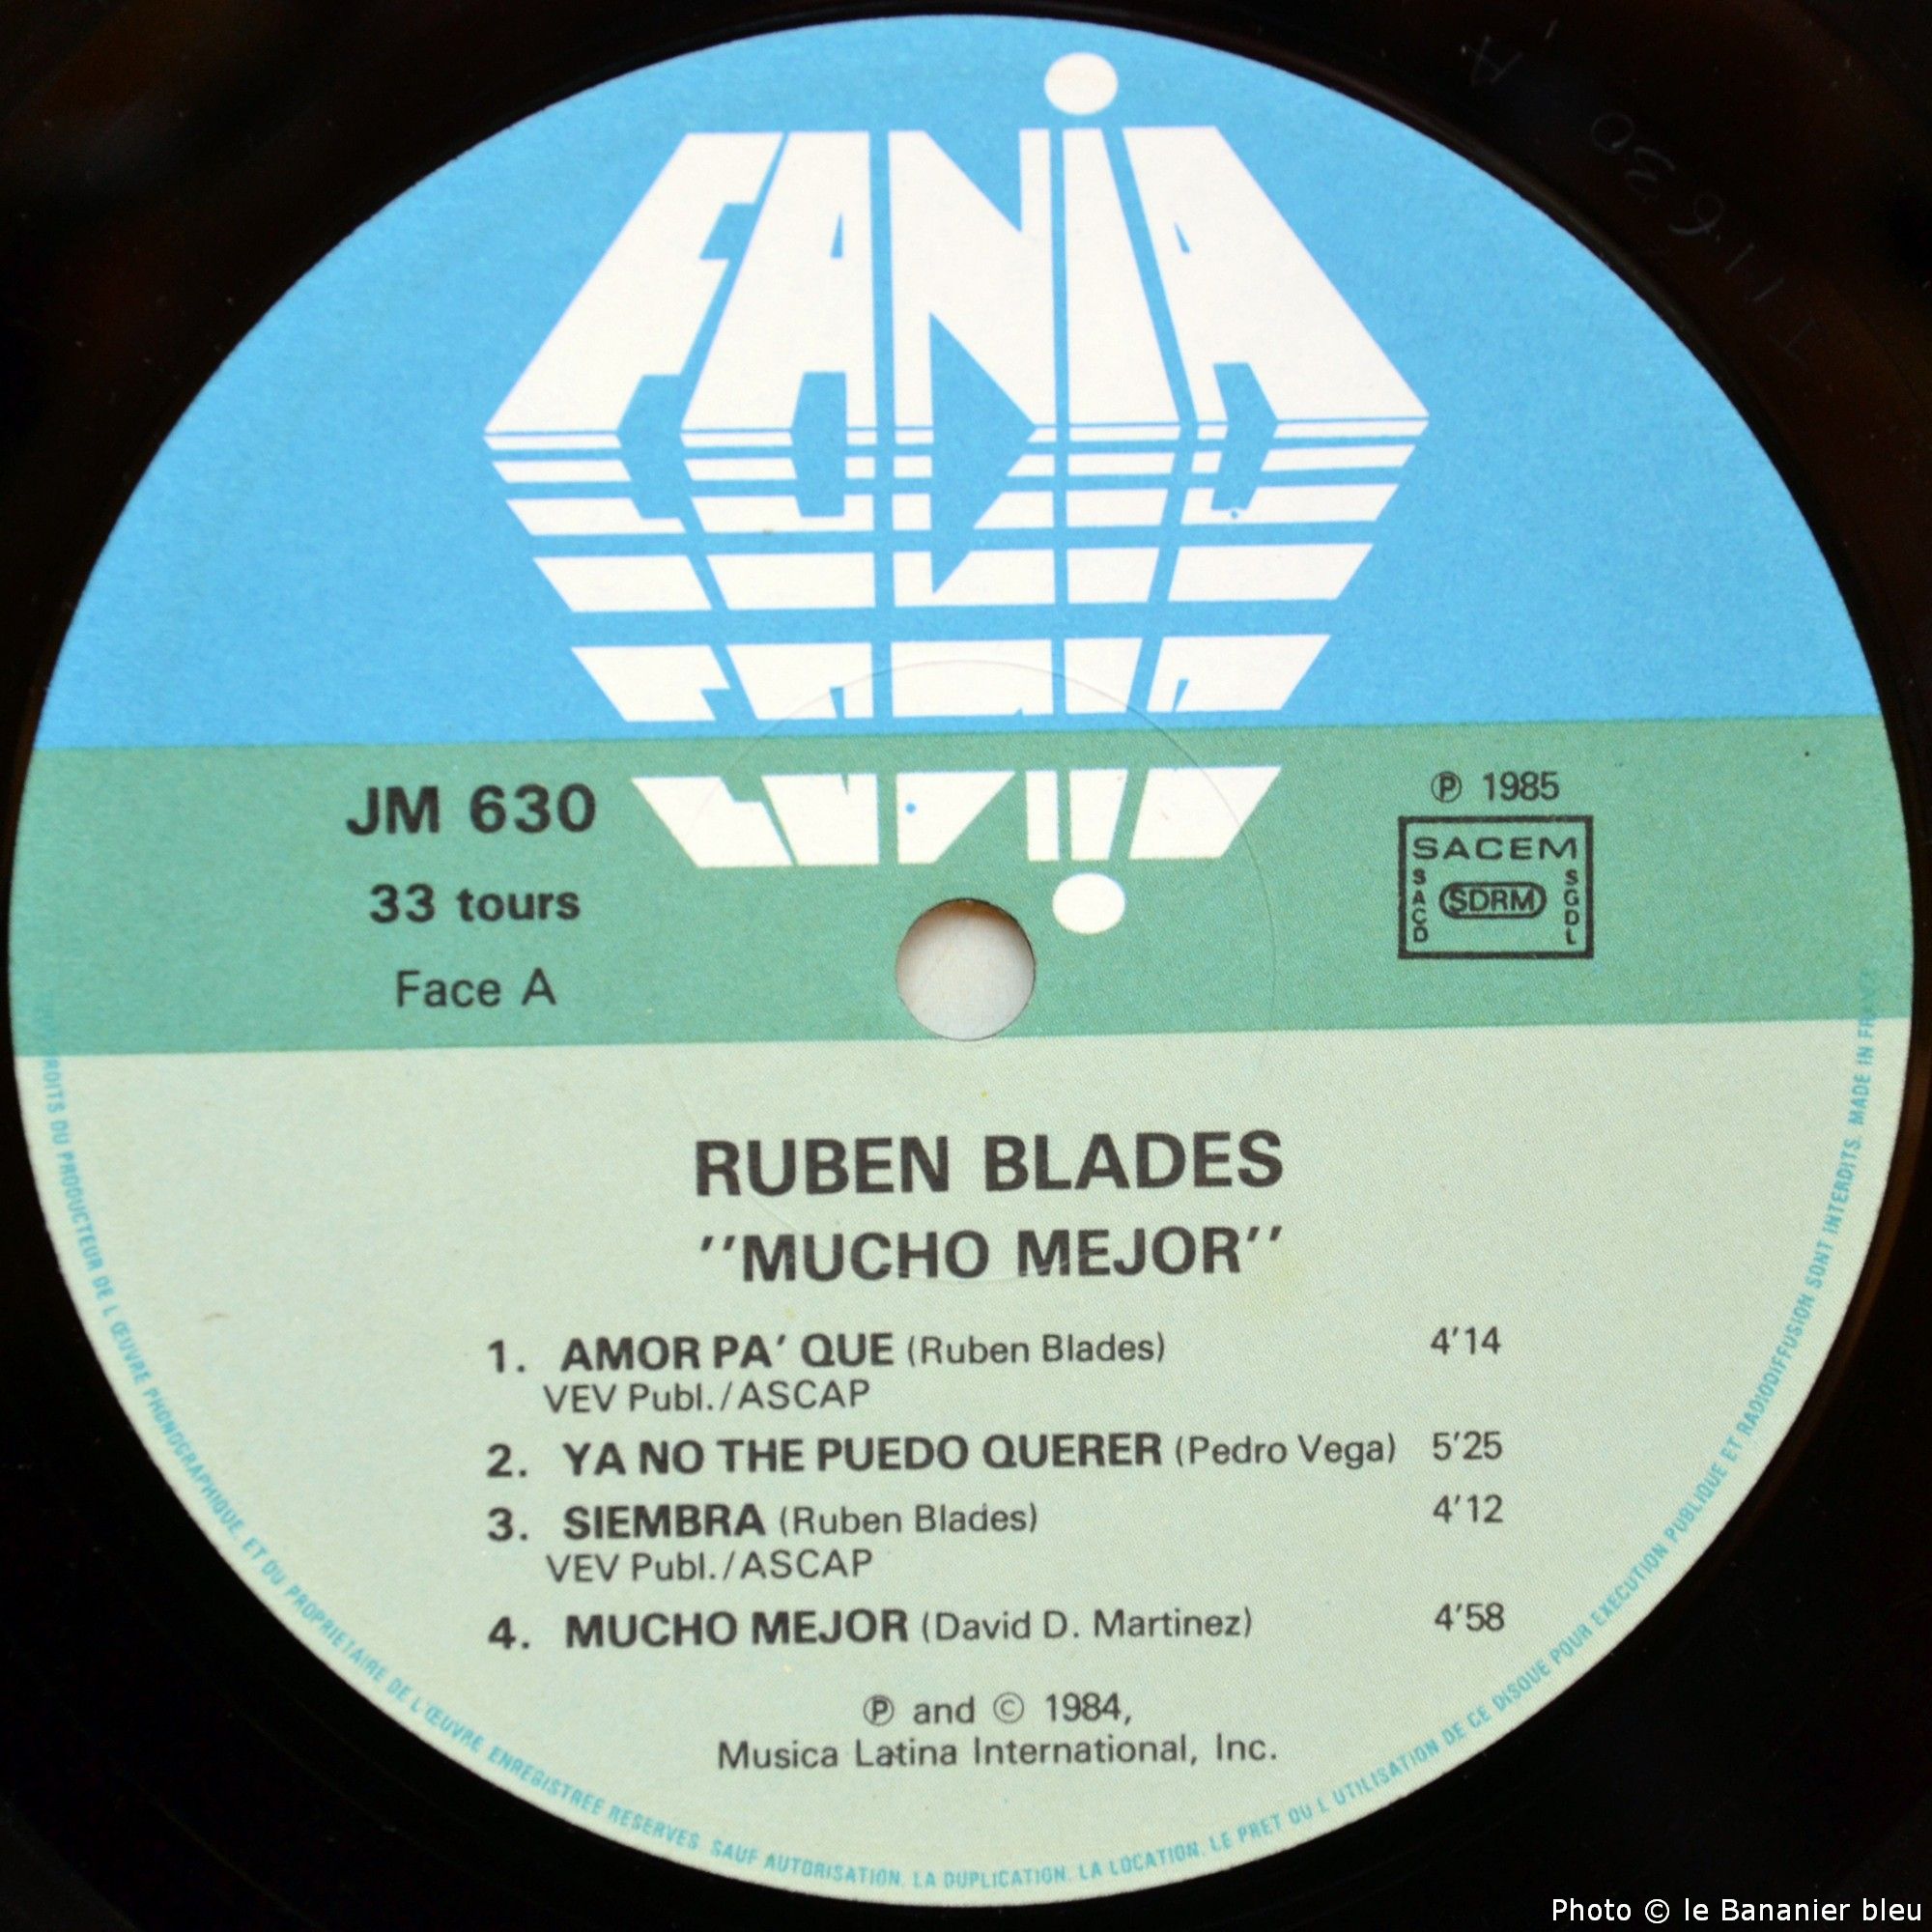 FANIA
JM 630
33 tours
Face A
℗ 1985
SACEM
SACD
SDRM
SGDL
RUBEN BLADES
"MUCHO MEJOR"
1. AMOR PA' QUE (Ruben Blades) 4'14
VEV Publ./ASCAP
2. YA NO THE PUEDO QUERER (Pedro Vega) 5'25
3. SIEMBRA (Ruben Blades) 4'12
VEV Publ./ASCAP
4. MUCHO MEJOR (David D. Martinez) 4'58
℗ and © 1984,
Musica Latina International, Inc.
DROITS DU PRODUCTEUR DE L'ŒUVRE PHONOGRAPHIQUE. ET DU PROPRIETAIRE DE L'ŒUVRE ENREGISTREE RESERVES. SAUF AUTORISATION. LA DUPLICATION. LA LOCATION. LE PRET OU L'UTILISATION DE CE DISQUE POUR EXECUTION PUBLIQUE ET RADIODIFFUSION SONT INTERDITS. MADE IN FRANCE
630 A
Photo © le Bananier bleu